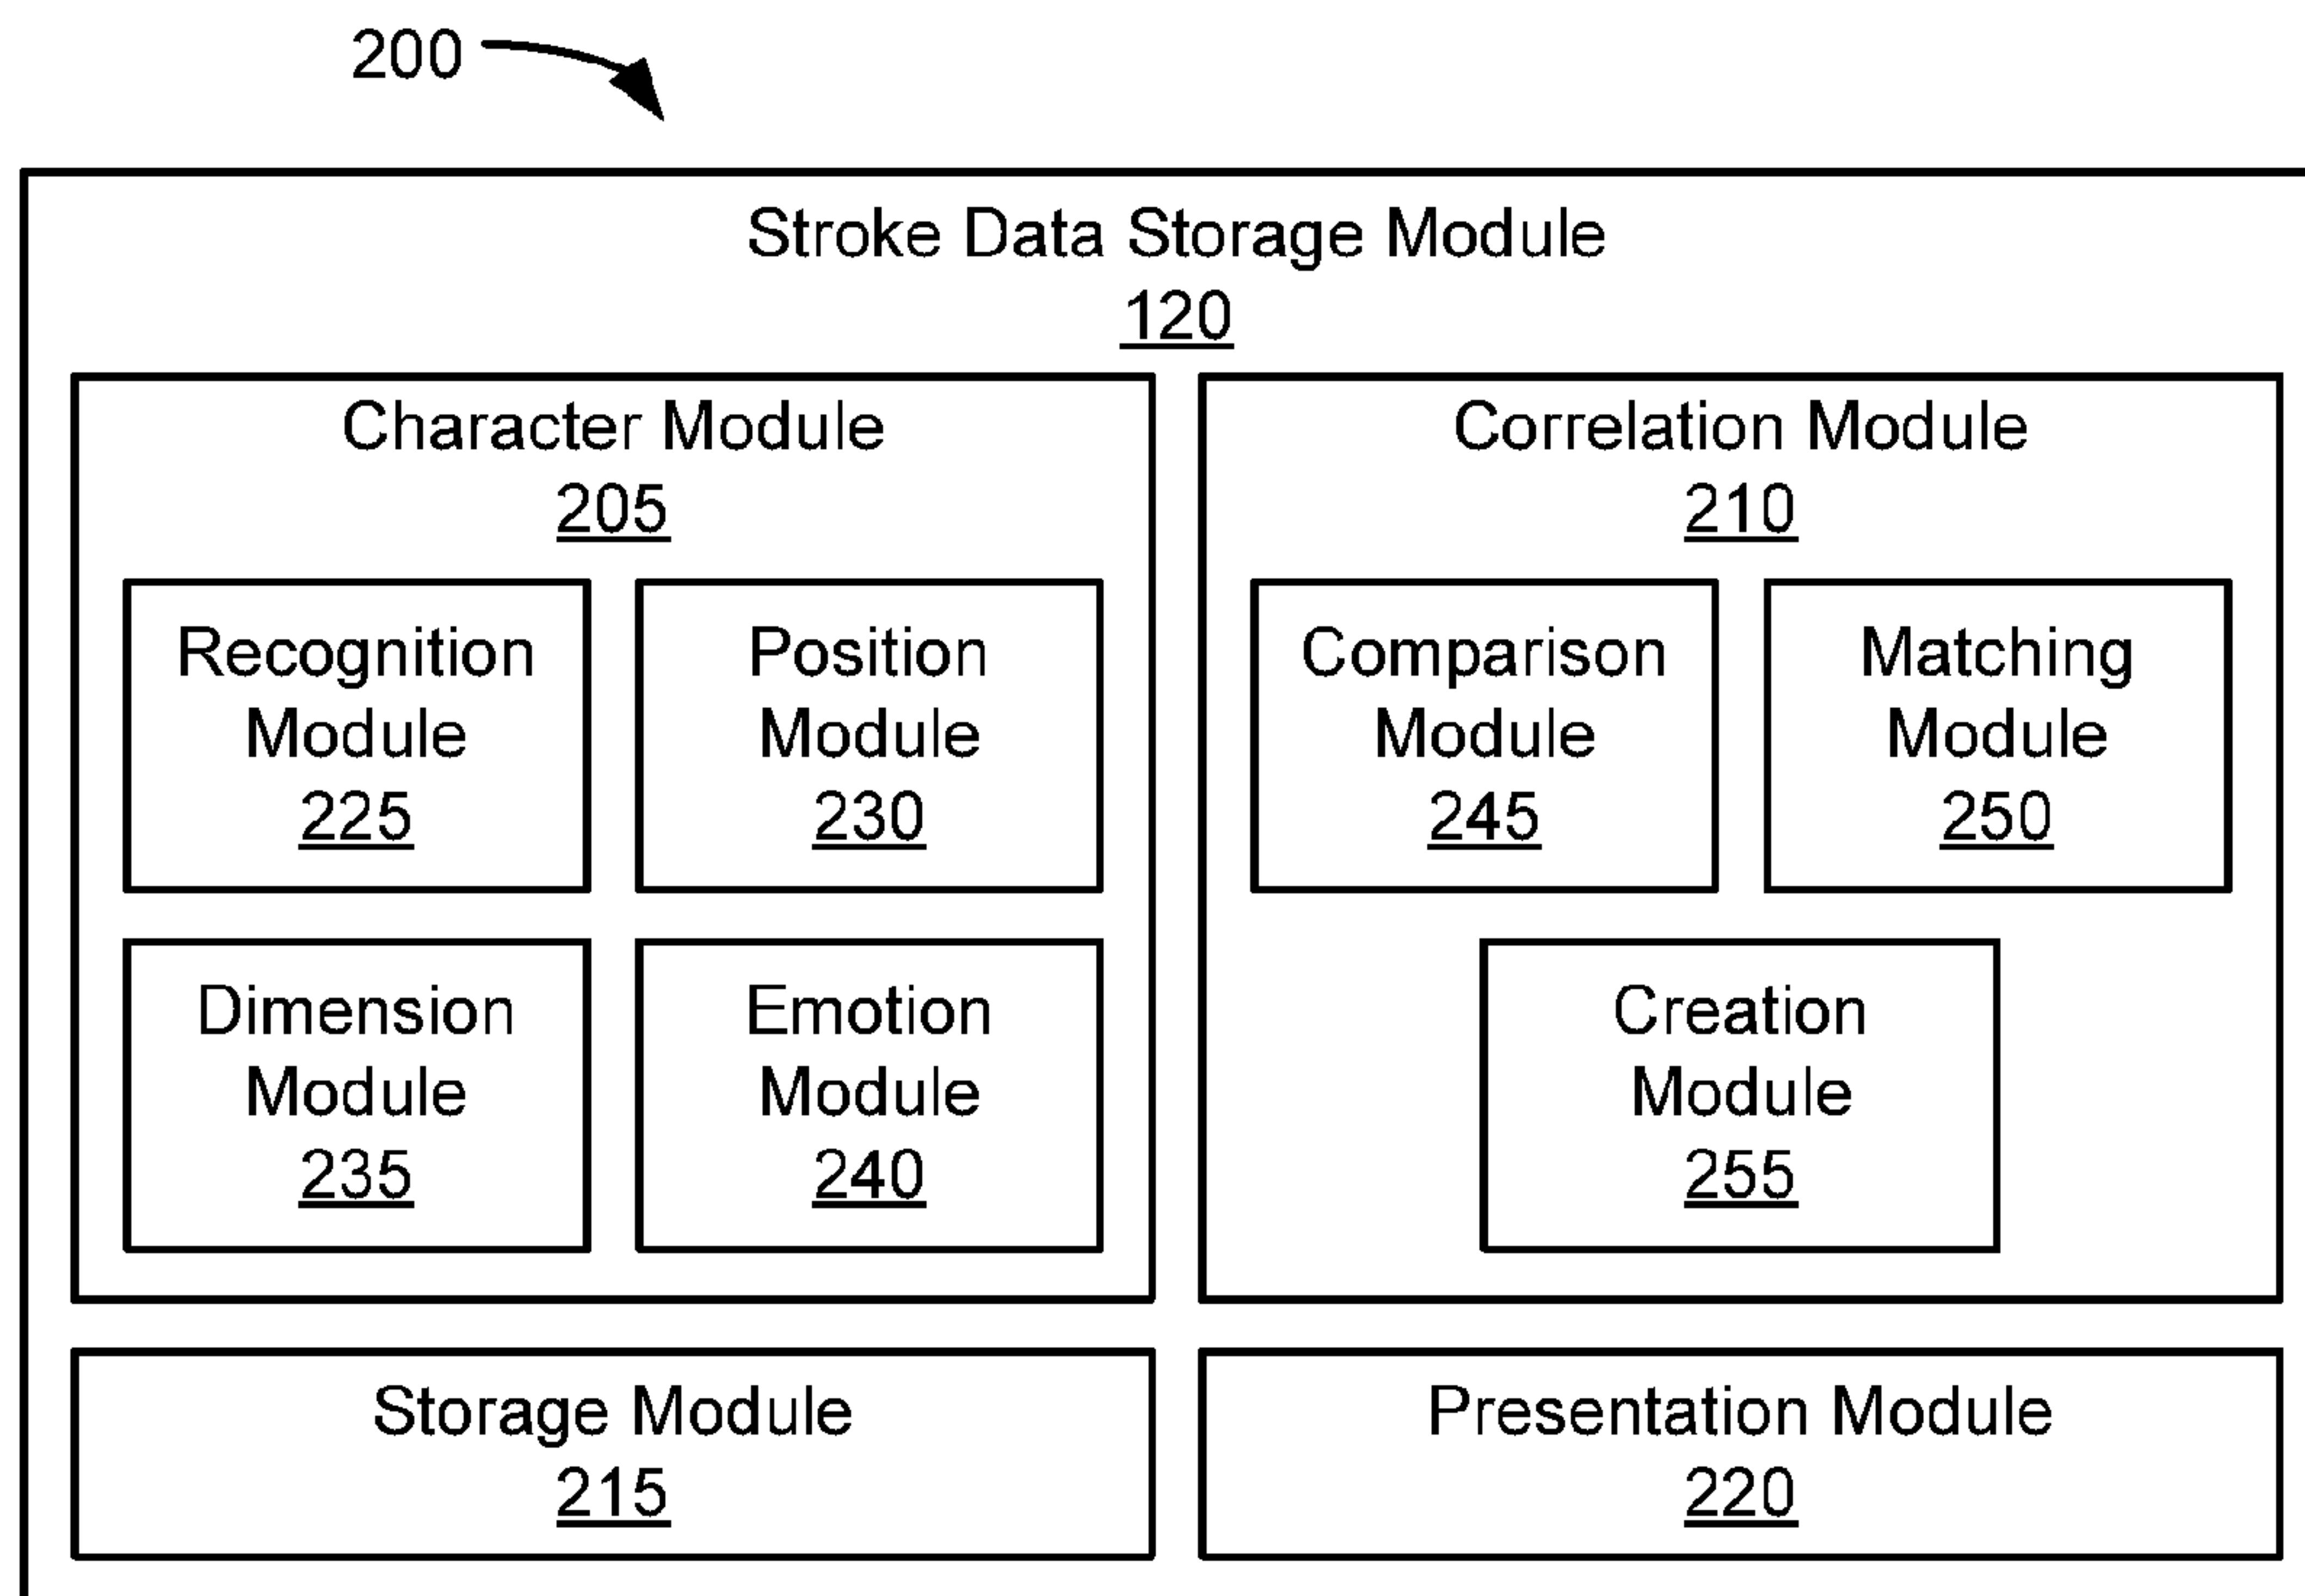 200
Stroke Data Storage Module
120
Character Module
205
Recognition
Module
225
Position
Module
230
Dimension
Module
235
Emotion
Module
240
Correlation Module
210
Comparison
Module
245
Matching
Module
250
Creation
Module
255
Storage Module
215
Presentation Module
220